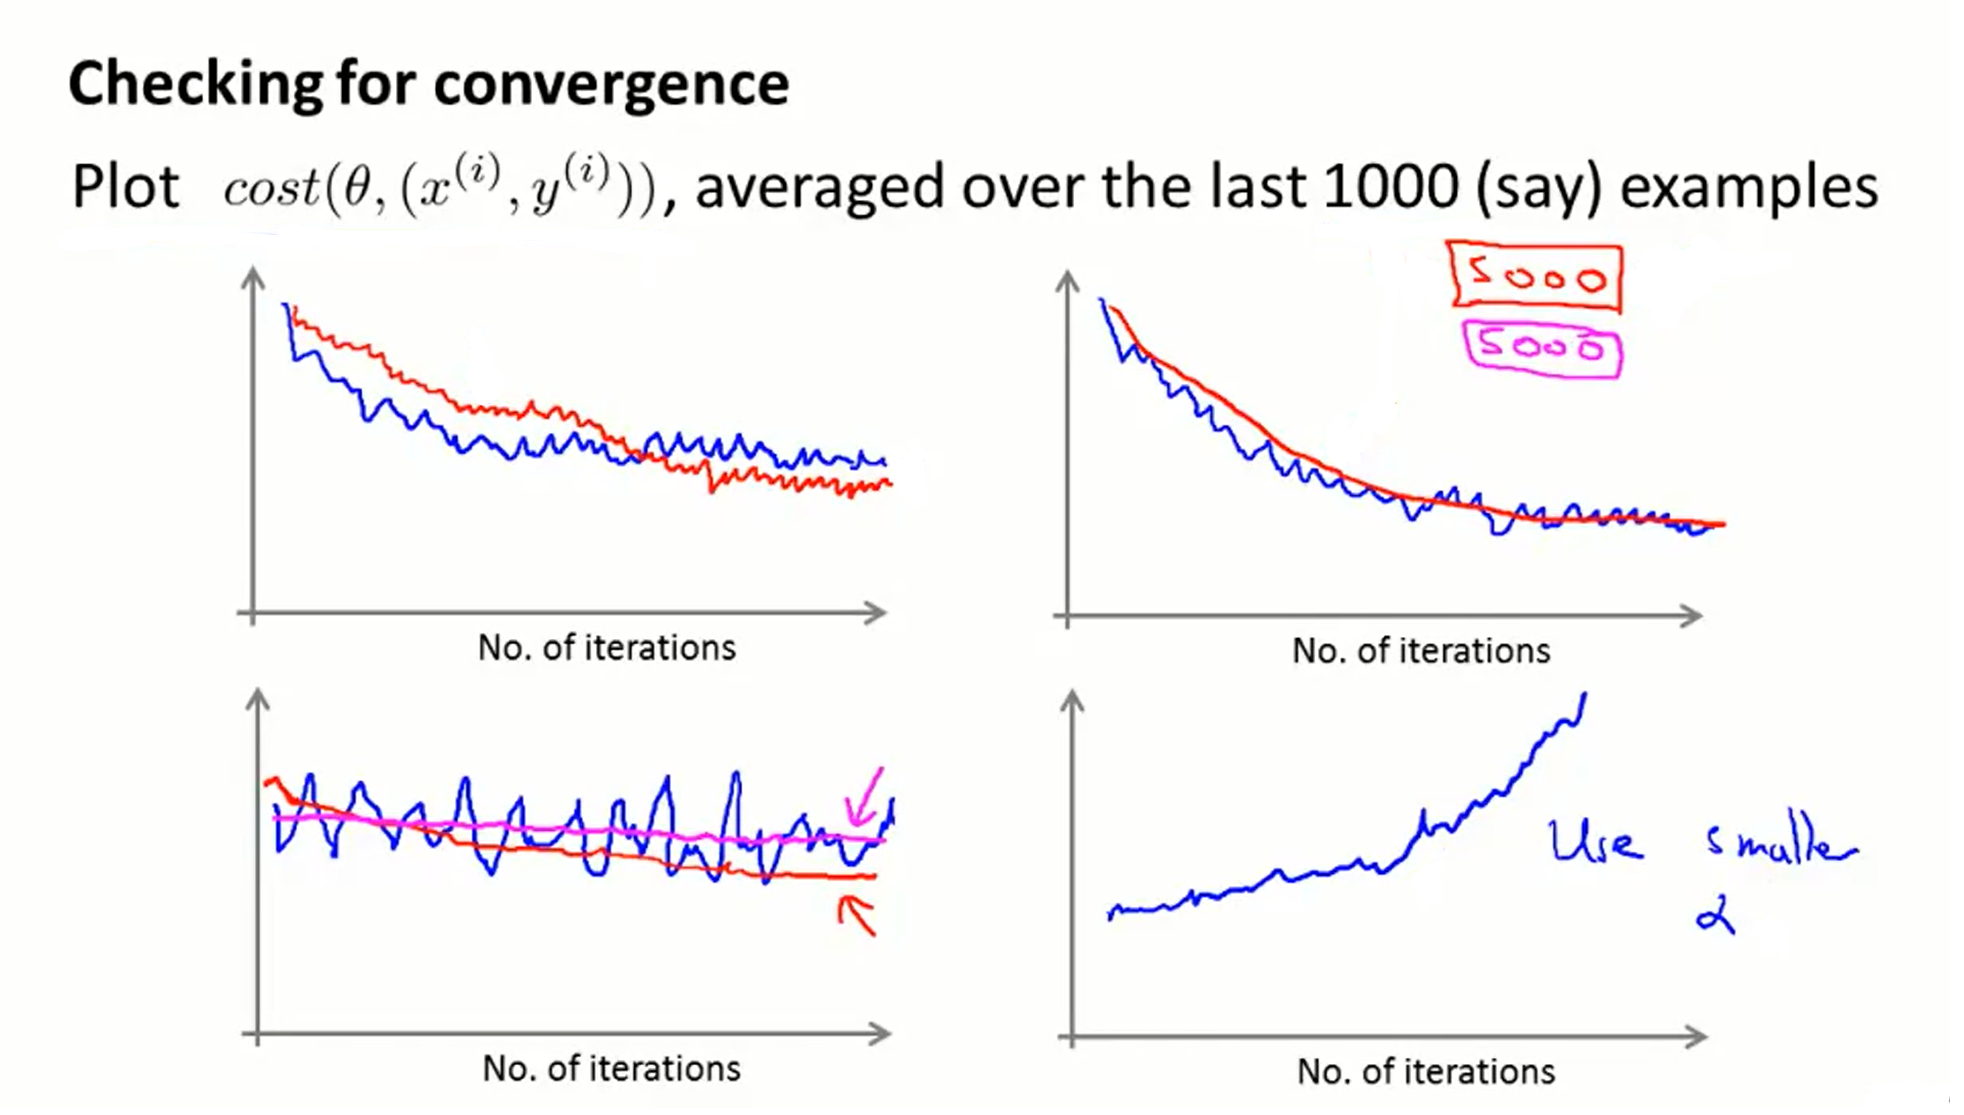 Checking for convergence
Plot cost(θ, (x^(i), y^(i))), averaged over the last 1000 (say) examples
5000
5000
No. of iterations
No. of iterations
Use smaller
α
No. of iterations
No. of iterations